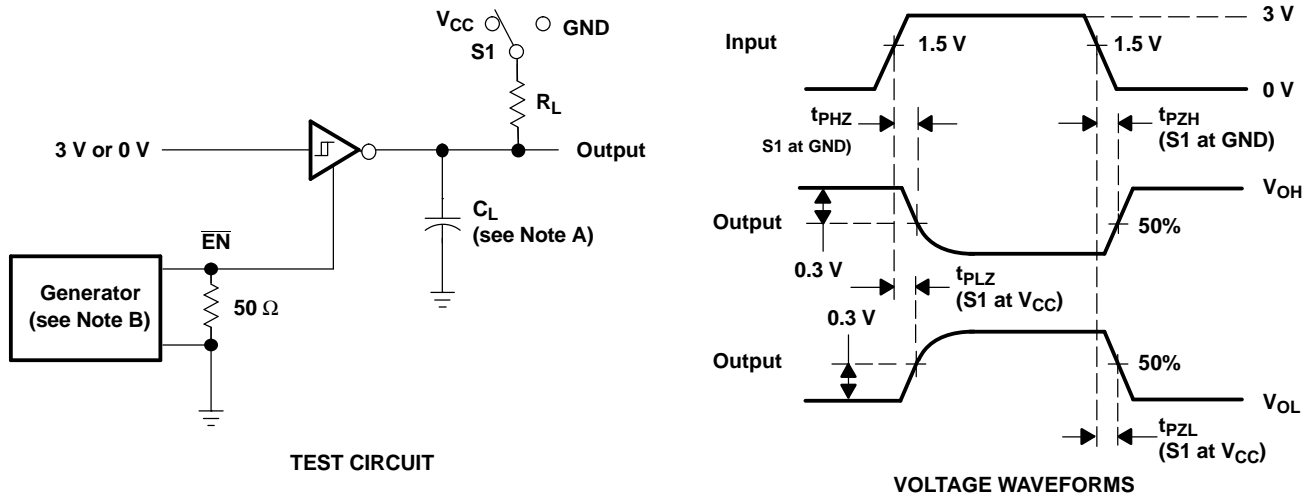 VCC
GND
S1
RL
3 V or 0 V
Output
CL
(see Note A)
EN
Generator
(see Note B)
50 Ω
TEST CIRCUIT
3 V
Input
1.5 V
1.5 V
0 V
tPHZ
S1 at GND)
tPZH
(S1 at GND)
VOH
Output
50%
0.3 V
tPLZ
(S1 at VCC)
0.3 V
Output
50%
VOL
tPZL
(S1 at VCC)
VOLTAGE WAVEFORMS